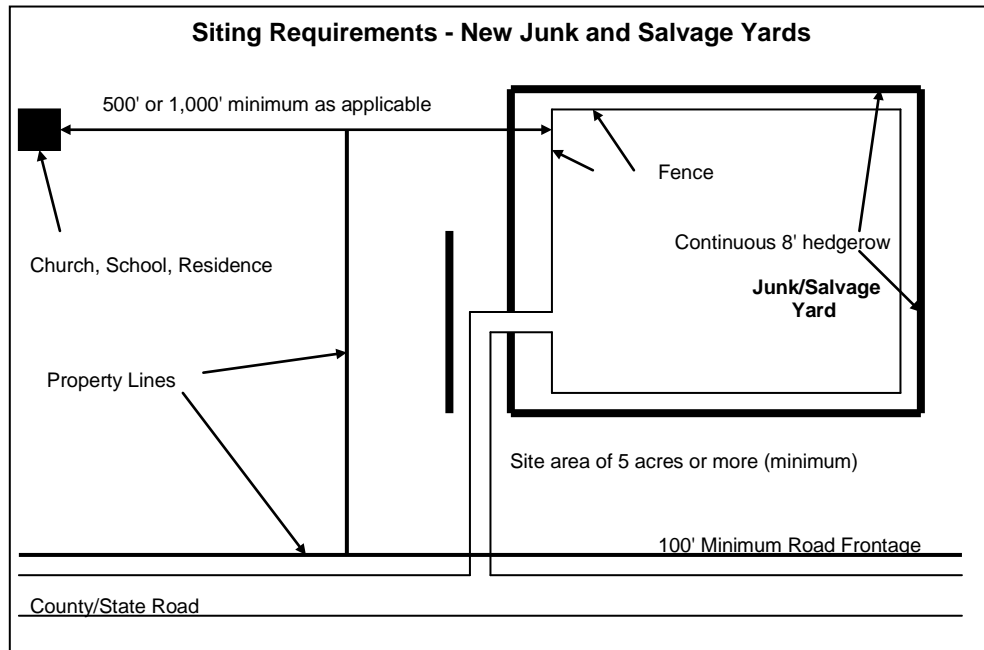 Siting Requirements - New Junk and Salvage Yards
500' or 1,000' minimum as applicable
Fence
Church, School, Residence
Continuous 8' hedgerow
Junk/Salvage
Yard
Property Lines
Site area of 5 acres or more (minimum)
100' Minimum Road Frontage
County/State Road